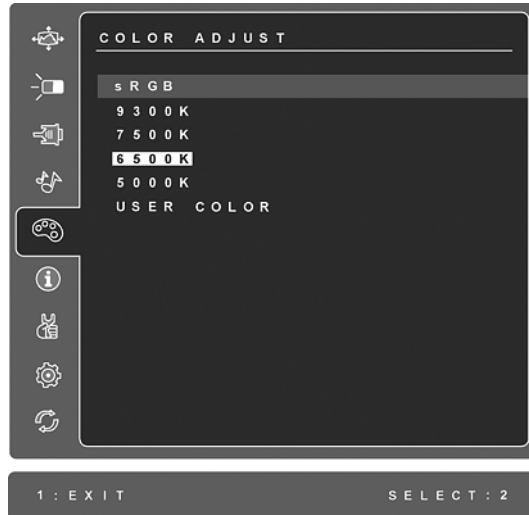 COLOR ADJUST
sRGB
9300K
7500K
6500K
5000K
USER COLOR
1:EXIT
SELECT:2